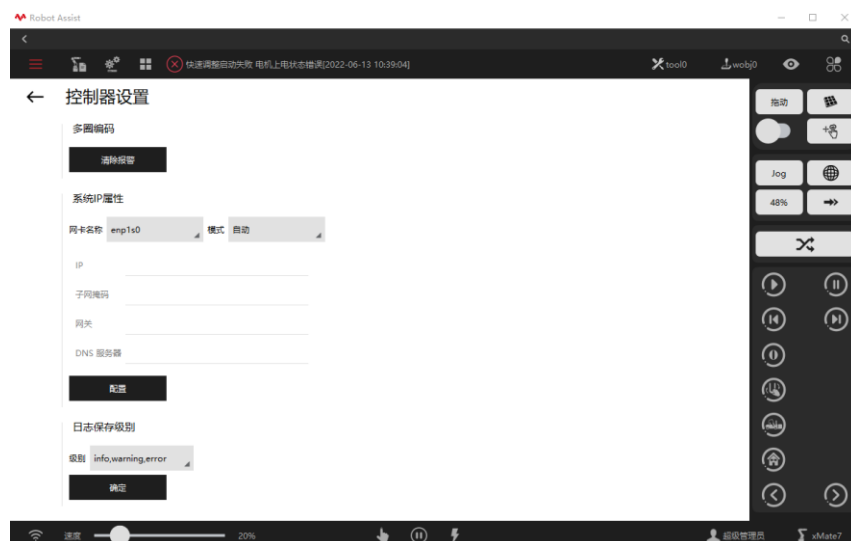 Robot Assist
快速调整启动失败 电机上电状态错误[2022-06-13 10:39:04]
tool0
wobj0
控制器设置
拖动
多圈编码
清除报警
Jog
系统IP属性
48%
网卡名称 enp1s0 模式 自动
IP
子网掩码
网关
DNS 服务器
配置
日志保存级别
级别 info,warning,error
确定
速度 20%
超级管理员
xMate7